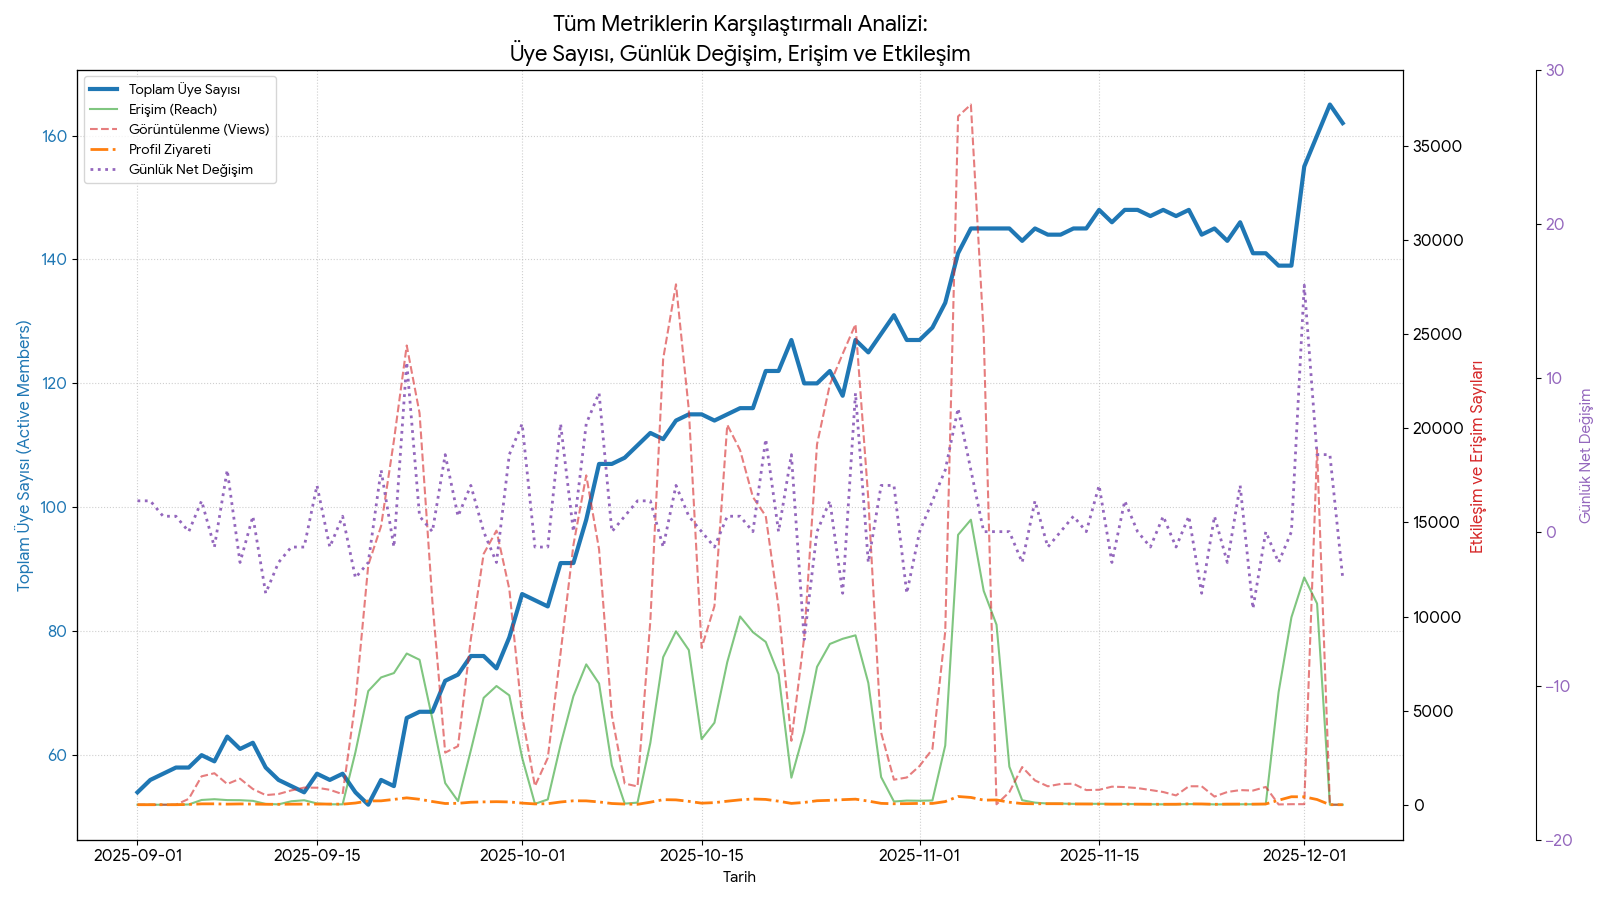 Tüm Metriklerin Karşılaştırmalı Analizi:
Üye Sayısı, Günlük Değişim, Erişim ve Etkileşim
Toplam Üye Sayısı
Erişim (Reach)
Görüntülenme (Views)
Profil Ziyareti
Günlük Net Değişim
Toplam Üye Sayısı (Active Members)
160
140
120
100
80
60
35000
30000
25000
20000
15000
10000
5000
0
Etkileşim ve Erişim Sayıları
30
20
10
0
−10
−20
Günlük Net Değişim
2025-09-01
2025-09-15
2025-10-01
2025-10-15
2025-11-01
2025-11-15
2025-12-01
Tarih